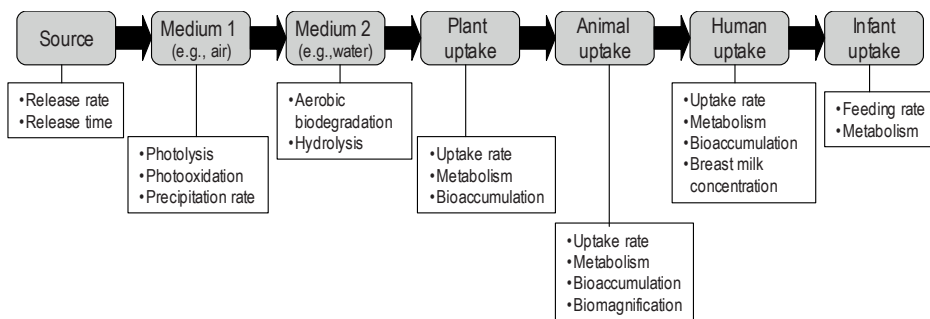 Source
Medium 1
(e.g., air)
Medium 2
(e.g.,water)
Plant
uptake
Animal
uptake
Human
uptake
Infant
uptake
•Release rate
•Release time
•Photolysis
•Photooxidation
•Precipitation rate
•Aerobic
biodegradation
•Hydrolysis
•Uptake rate
•Metabolism
•Bioaccumulation
•Uptake rate
•Metabolism
•Bioaccumulation
•Biomagnification
•Uptake rate
•Metabolism
•Bioaccumulation
•Breast milk
concentration
•Feeding rate
•Metabolism